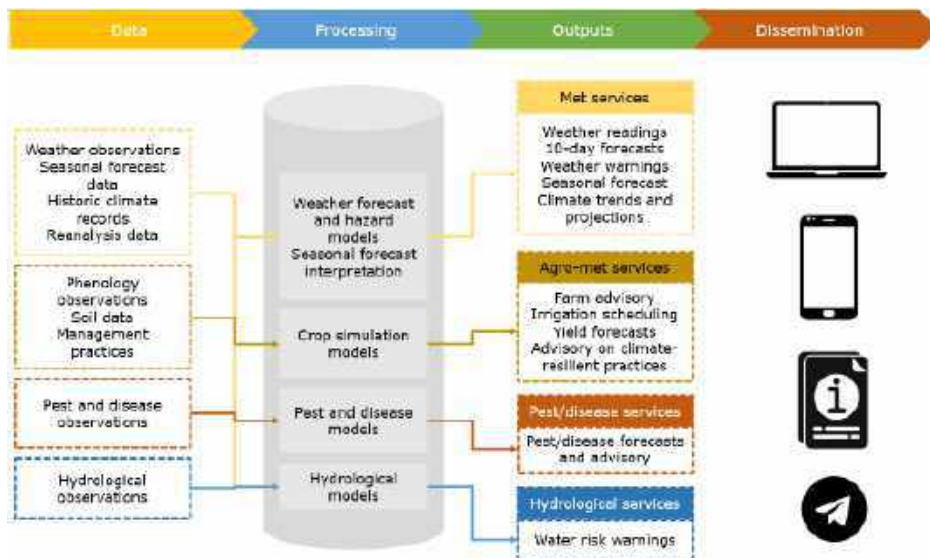 Data
Processing
Outputs
Dissemination
Weather observations
Seasonal forecast
data
Historic climate
records
Reanalysis data
Phenology
observations
Soil data
Management
practices
Pest and disease
observations
Hydrological
observations
Weather forecast
and hazard
models
Seasonal forecast
interpretation
Crop simulation
models
Pest and disease
models
Hydrological
models
Met services
Weather readings
10-day forecasts
Weather warnings
Seasonal forecast
Climate trends and
projections
Agro-met services
Farm advisory
Irrigation scheduling
Yield forecasts
Advisory on climate-
resilient practices
Pest/disease services
Pest/disease forecasts
and advisory
Hydrological services
Water risk warnings
i